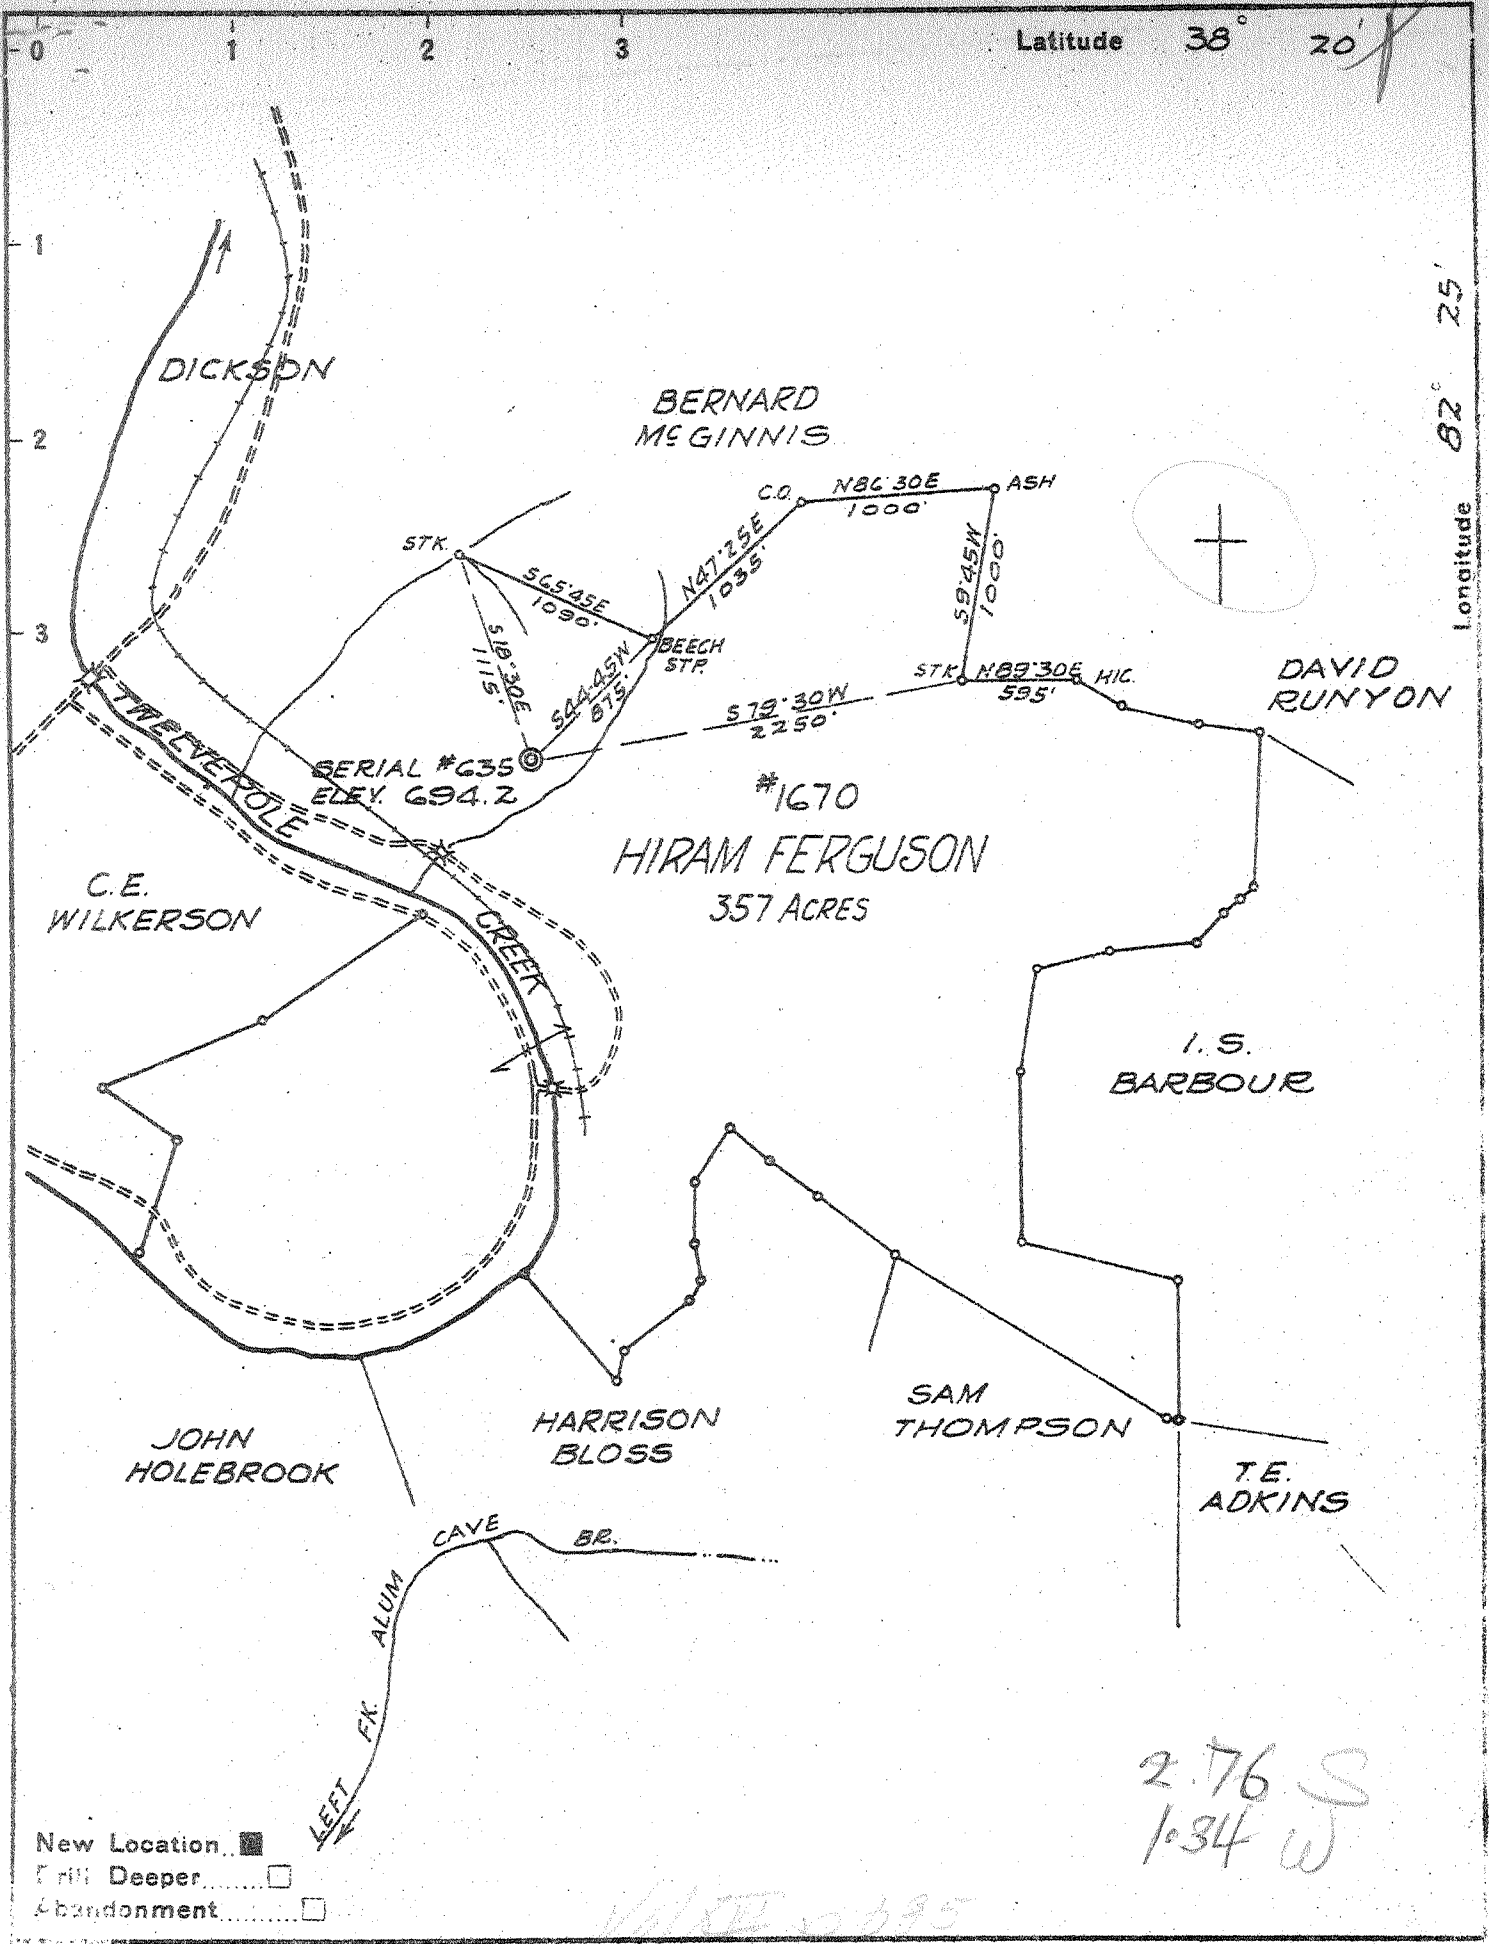 0 1 2 3 Latitude 38° 20'
1
2
3
Longitude 82° 25'
DICKSON
BERNARD
McGINNIS
C.O. N86°30E ASH
1000'
STK.
S65°45E
1090'
N47°25E
1035'
S9°45W
1000'
BEECH
STP.
S18°30E
1115'
S44°45W
875'
STK N89°30E HIC.
595'
S79°30W
2250'
DAVID
RUNYON
TWELVEPOLE
CREEK
SERIAL #635
ELEV. 694.2
#1670
HIRAM FERGUSON
357 ACRES
C.E.
WILKERSON
I. S.
BARBOUR
SAM
THOMPSON
HARRISON
BLOSS
JOHN
HOLEBROOK
T.E.
ADKINS
CAVE BR.
ALUM
FK.
LEFT
2.76 S
1.34 W
New Location..
Drill Deeper........
Abandonment........